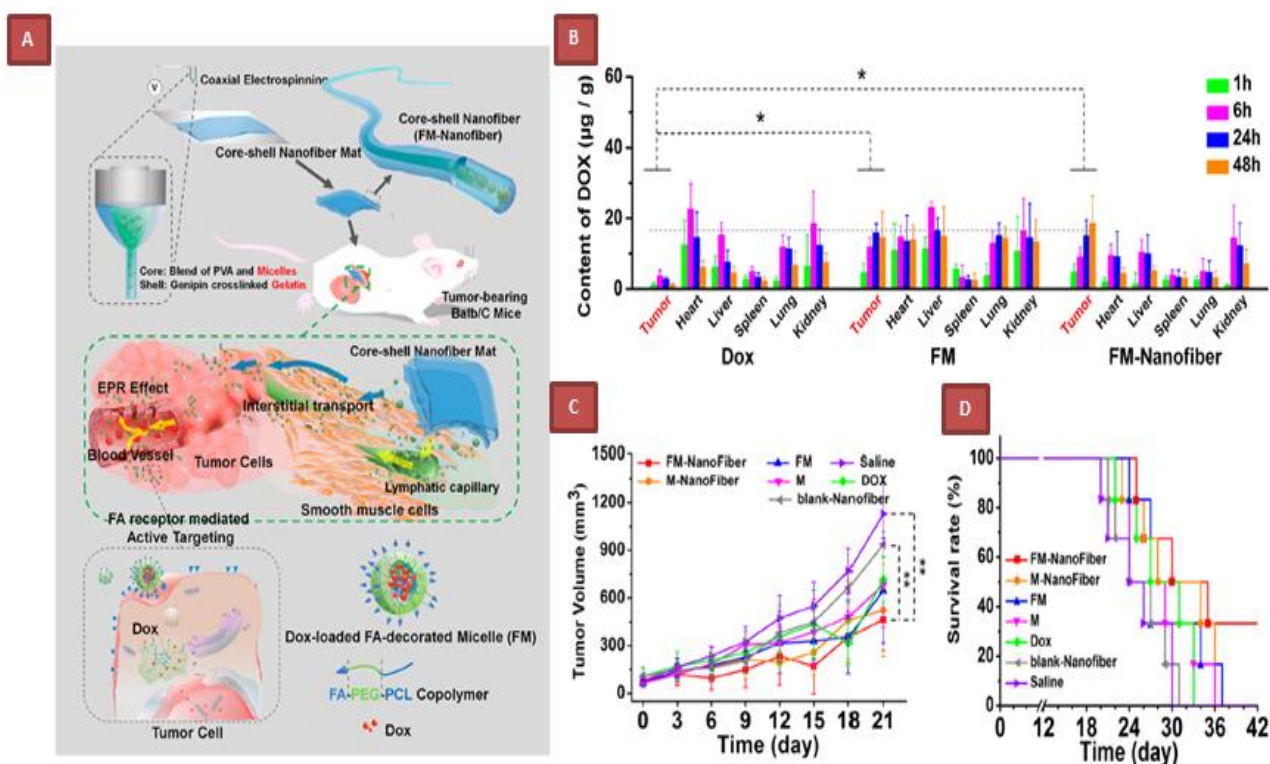 A
V
Coaxial Electrospinning
Core-shell Nanofiber
(FM-Nanofiber)
Core-shell Nanofiber Mat
Core: Blend of PVA and Micelles
Shell: Genipin crosslinked Gelatin
Tumor-bearing
Balb/C Mice
Core-shell Nanofiber Mat
EPR Effect
Interstitial transport
Blood Vessel
Tumor Cells
Lymphatic capillary
Smooth muscle cells
FA receptor mediated
Active Targeting
Dox
Dox-loaded FA-decorated Micelle (FM)
FA-PEG-PCL Copolymer
Dox
Tumor Cell
B
Content of DOX (µg / g)
60
40
20
0
*
*
1h
6h
24h
48h
Tumor Heart Liver Spleen Lung Kidney
Tumor Heart Liver Spleen Lung Kidney
Tumor Heart Liver Spleen Lung Kidney
Dox FM FM-Nanofiber
C
Tumor Volume (mm³)
1500
1200
900
600
300
0
FM-NanoFiber FM Saline
M-NanoFiber M DOX
blank-Nanofiber
**
**
0 3 6 9 12 15 18 21
Time (day)
D
Survival rate (%)
100
80
60
40
20
0
FM-NanoFiber
M-NanoFiber
FM
M
Dox
blank-Nanofiber
Saline
0 12 24 30 36 42
Time (day)